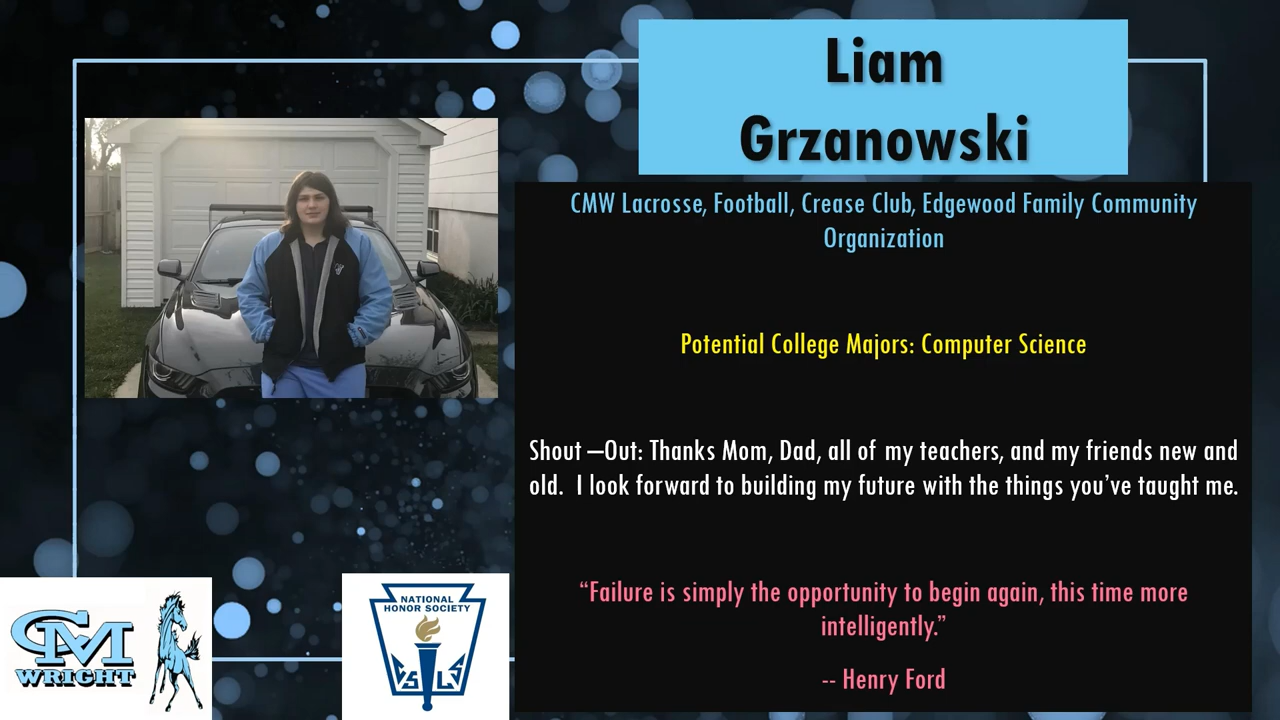 Liam
Grzanowski
CMW Lacrosse, Football, Crease Club, Edgewood Family Community
Organization
Potential College Majors: Computer Science
Shout –Out: Thanks Mom, Dad, all of my teachers, and my friends new and
old.  I look forward to building my future with the things you’ve taught me.
“Failure is simply the opportunity to begin again, this time more
intelligently.”
-- Henry Ford
CM
WRIGHT
NATIONAL
HONOR SOCIETY
C S L S